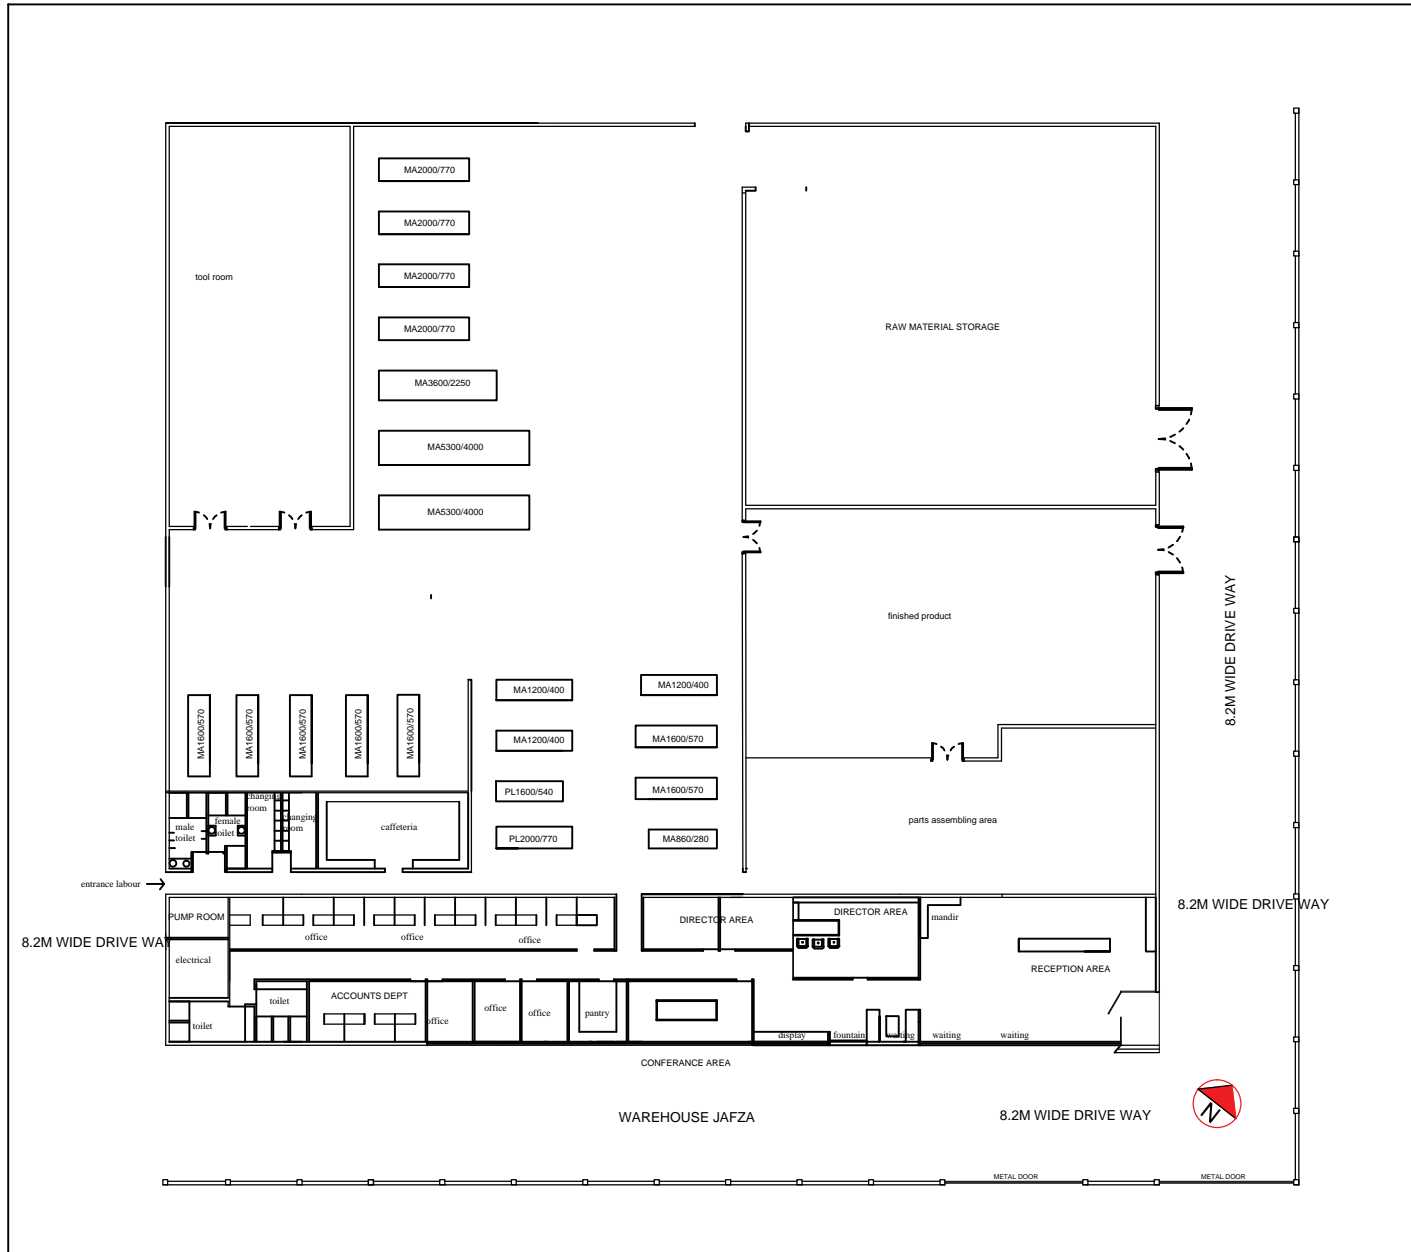 MA2000/770
MA2000/770
tool room
MA2000/770
MA2000/770
RAW MATERIAL STORAGE
MA3600/2250
MA5300/4000
MA5300/4000
finished product
8.2M WIDE DRIVE WAY
MA1200/400
MA1200/400
MA1600/570
MA1600/570
MA1600/570
MA1600/570
MA1600/570
MA1200/400
MA1600/570
PL1600/540
MA1600/570
changing
room
changing
room
male
toilet
female
toilet
caffeteria
parts assembling area
PL2000/770
MA860/280
entrance labour
8.2M WIDE DRIVE WAY
PUMP ROOM
DIRECTOR AREA
DIRECTOR AREA
mandir
office
office
office
8.2M WIDE DRIVE WAY
electrical
RECEPTION AREA
toilet
ACCOUNTS DEPT
office
office
office
pantry
toilet
display
fountain
waiting
waiting
waiting
CONFERANCE AREA
WAREHOUSE JAFZA
8.2M WIDE DRIVE WAY
N
METAL DOOR
METAL DOOR